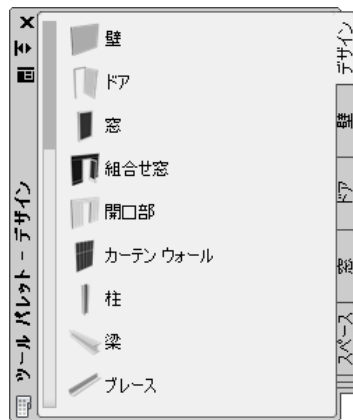 ツール パレット - デザイン
壁
ドア
窓
組合せ窓
開口部
カーテン ウォール
柱
梁
ブレース
デザイン
壁
ドア
窓
スペース